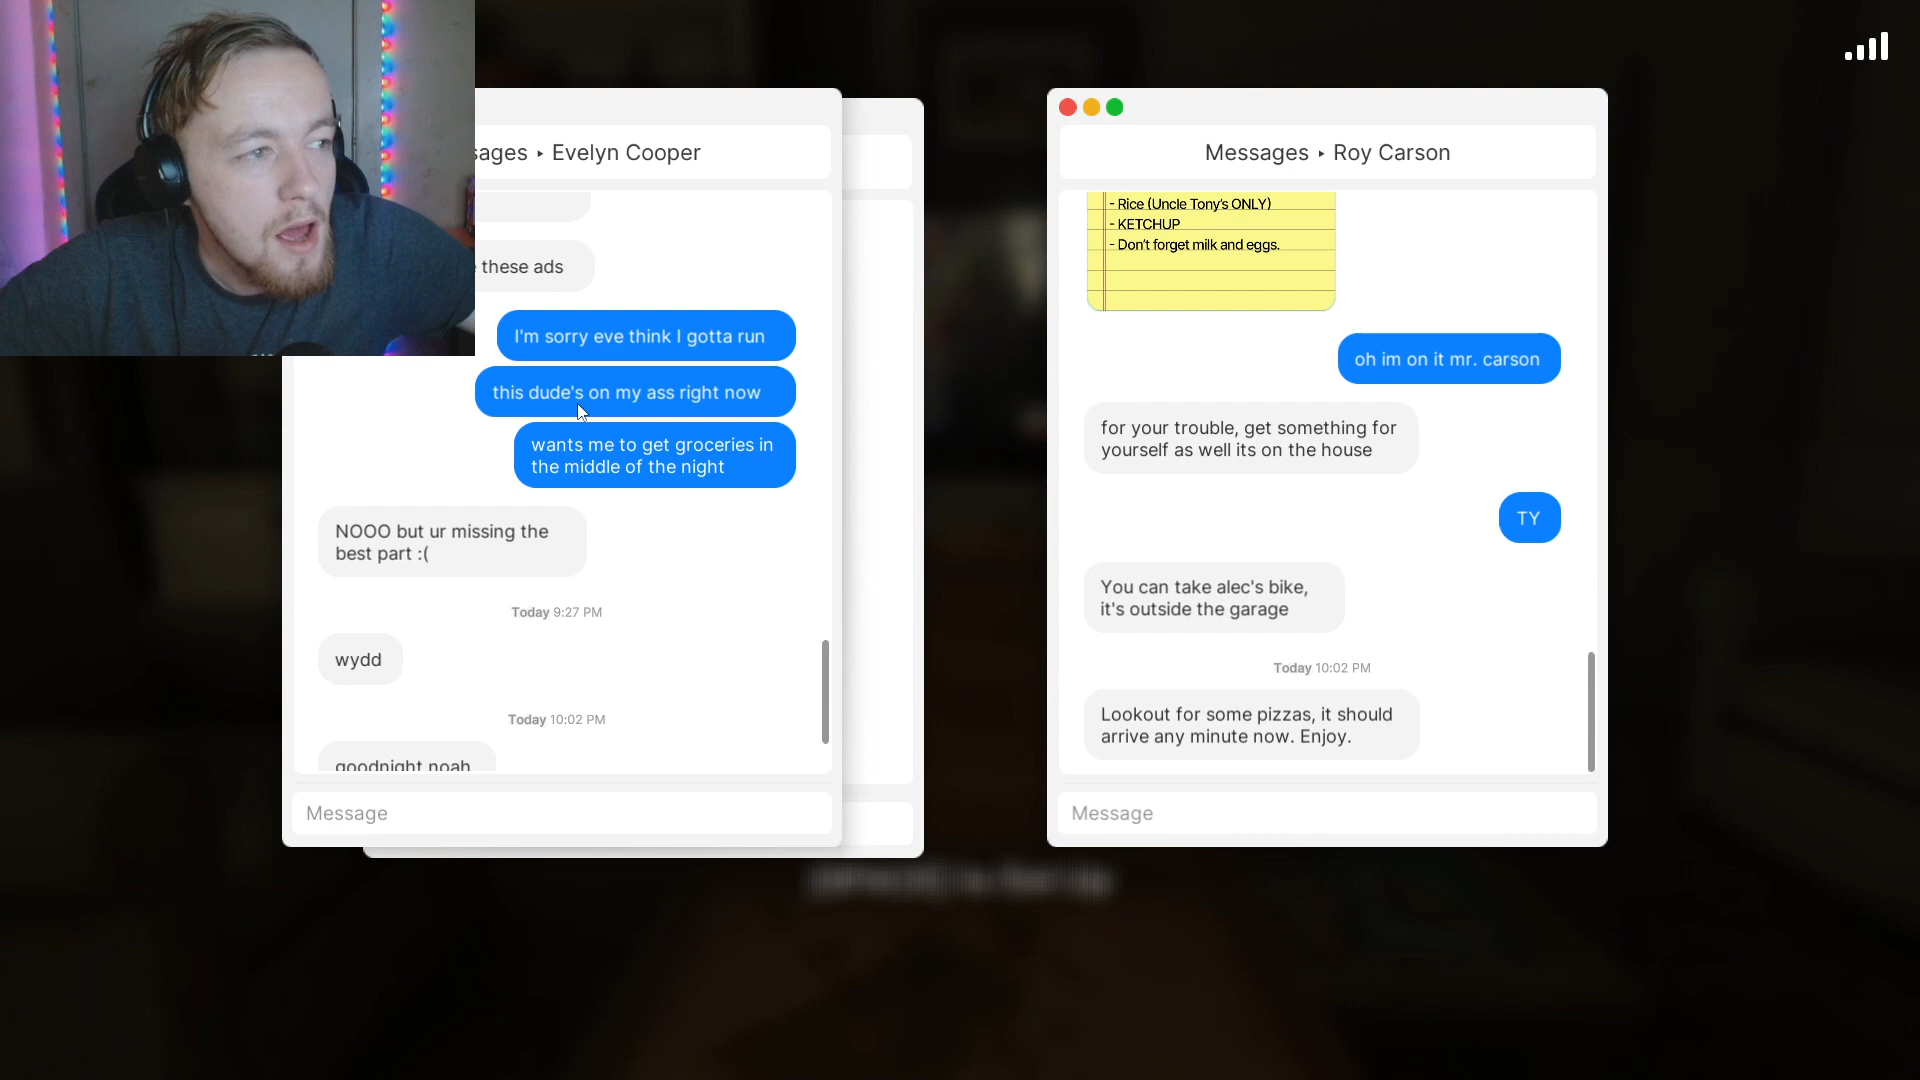 sages ▸ Evelyn Cooper
these ads
I'm sorry eve think I gotta run
this dude's on my ass right now
wants me to get groceries in
the middle of the night
NOOO but ur missing the
best part :(
Today 9:27 PM
wydd
Today 10:02 PM
goodnight noah
Message
Messages ▸ Roy Carson
- Rice (Uncle Tony's ONLY)
- KETCHUP
- Don't forget milk and eggs.
oh im on it mr. carson
for your trouble, get something for
yourself as well its on the house
TY
You can take alec's bike,
it's outside the garage
Today 10:02 PM
Lookout for some pizzas, it should
arrive any minute now. Enjoy.
Message